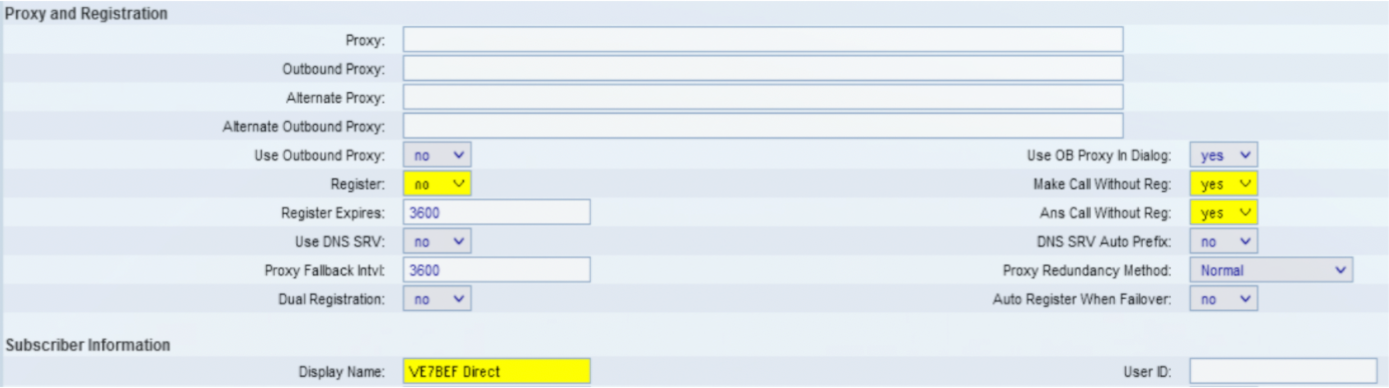 Proxy and Registration
Proxy:
Outbound Proxy:
Alternate Proxy:
Alternate Outbound Proxy:
Use Outbound Proxy: no Use OB Proxy In Dialog: yes
Register: no Make Call Without Reg: yes
Register Expires: 3600 Ans Call Without Reg: yes
Use DNS SRV: no DNS SRV Auto Prefix: no
Proxy Fallback Intvl: 3600 Proxy Redundancy Method: Normal
Dual Registration: no Auto Register When Failover: no
Subscriber Information
Display Name: VE7BEF Direct User ID: